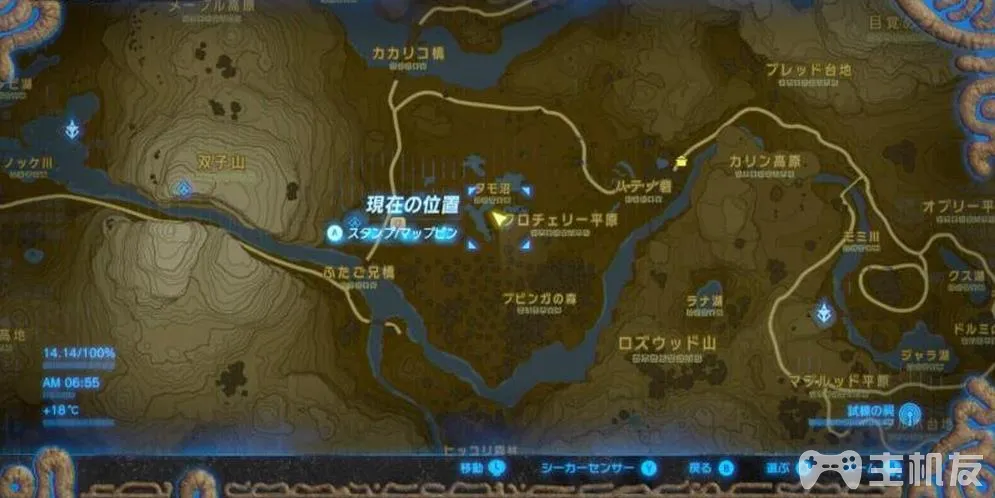 メープル高原
カカリコ橋
ブレッド台地
ノッケ川
双子山
タモ沼
ハテノ砦
カリン高原
現在の位置
スタンプ/マップピン
クロチェリー平原
オブリー平
モミ川
ふたご兄橋
ブビンガの森
ラナ湖
クス湖
高地
ロズウッド山
ドルミの
ジャラ湖
14.14/100%
AM 06:55
+18℃
マジルッド平原
試練の祠
ヒッコリ森林
移動
シーカーセンサー Y
戻る B
選ぶ
主机友